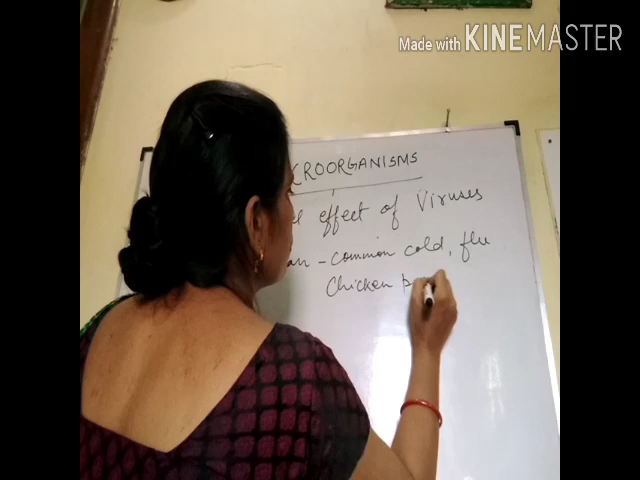 Made with KINEMASTER
CROORGANISMS
effect of Viruses
- common cold, flu
Chicken p